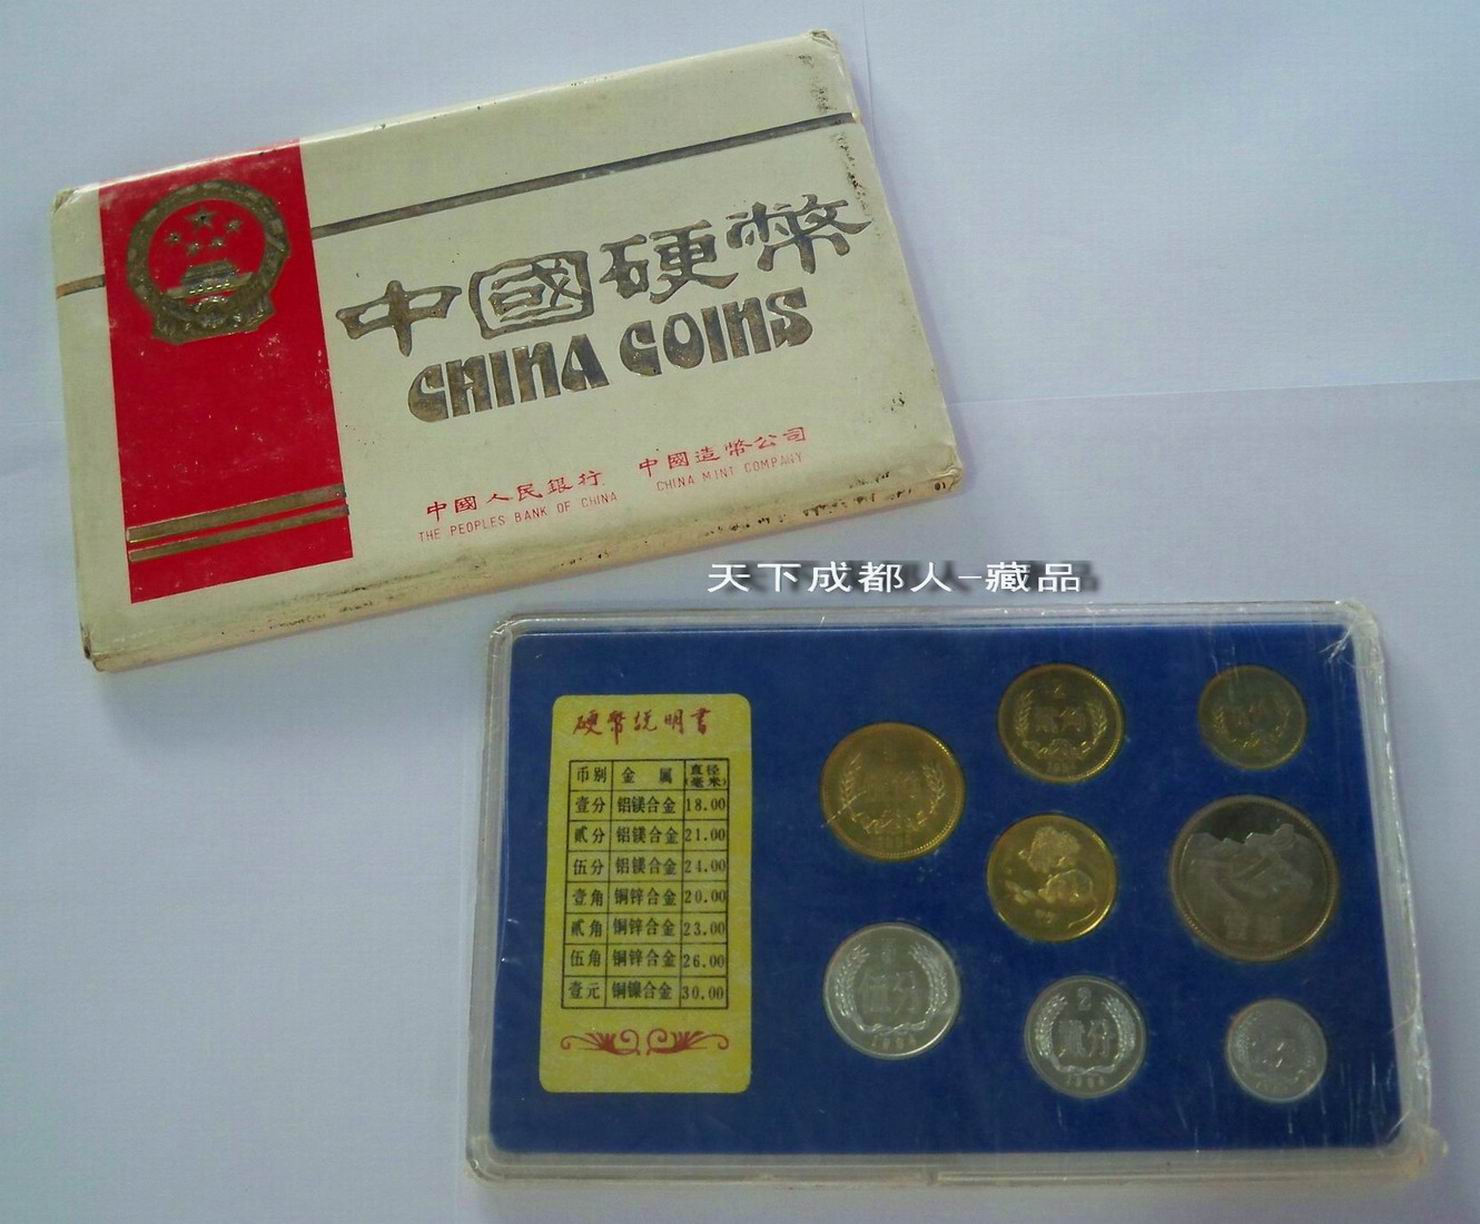 中國硬幣
CHINA COINS
中國人民銀行 中國造幣公司
THE PEOPLES BANK OF CHINA CHINA MINT COMPANY
天下成都人-藏品
硬幣说明書
币别 金属 直径(毫米)
壹分 铝镁合金 18.00
贰分 铝镁合金 21.00
伍分 铝镁合金 24.00
壹角 铜锌合金 20.00
贰角 铜锌合金 23.00
伍角 铜锌合金 26.00
壹元 铜镍合金 30.00
2
贰角
伍分
2
贰分